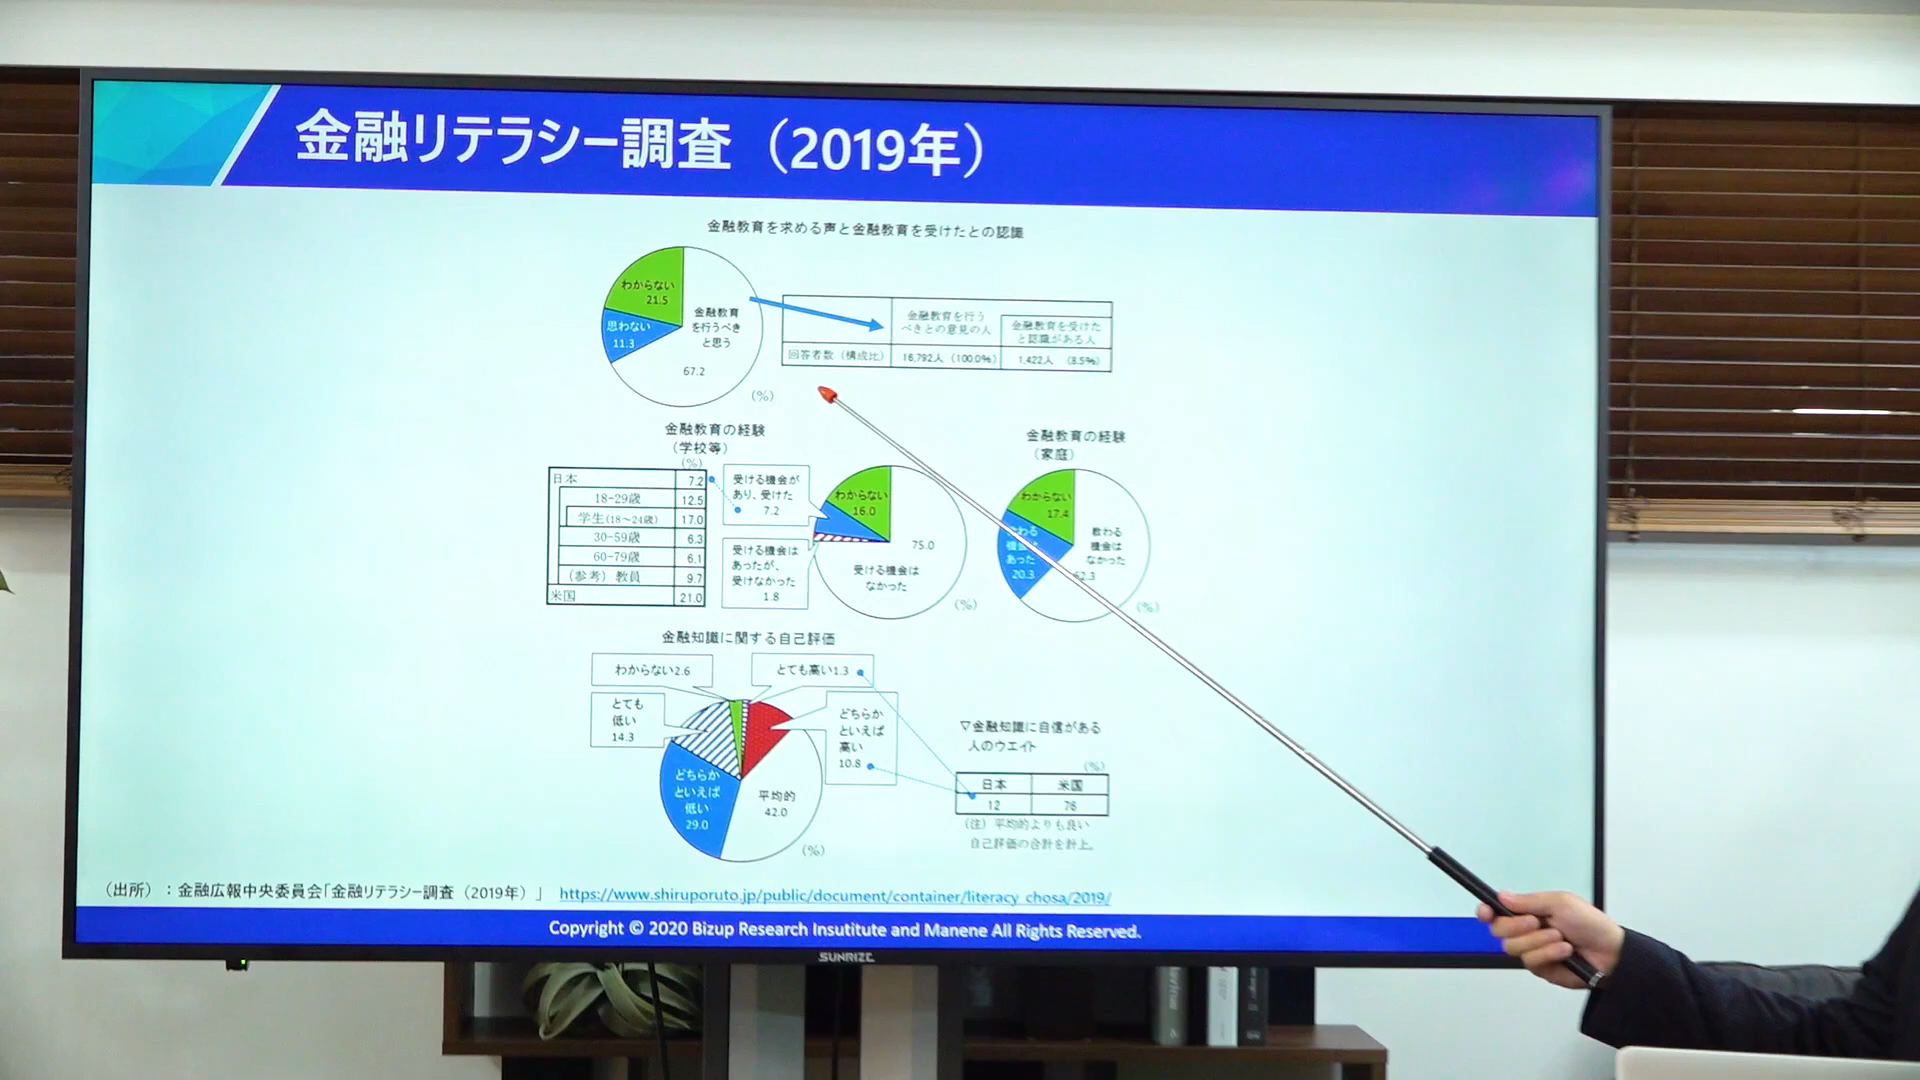 金融リテラシー調査（2019年）
金融教育を求める声と金融教育を受けたとの認識
わからない
21.5
思わない
11.3
金融教育
を行うべき
と思う
67.2
(%)
金融教育を行う
べきとの意見の人
金融教育を受けた
と認識がある人
回答者数（構成比） 16,792人（100.0%） 1,422人 （8.5%）
金融教育の経験
（学校等）
(%)
日本 7.2
18-29歳 12.5
学生(18～24歳) 17.0
30-59歳 6.3
60-79歳 6.1
（参考）教員 9.7
米国 21.0
受ける機会が
あり、受けた
7.2
受ける機会は
あったが、
受けなかった
1.8
わからない
16.0
75.0
受ける機会は
なかった
(%)
金融教育の経験
（家庭）
わからない
17.4
機会は
あった
20.3
教わる
機会は
なかった
(%)
金融知識に関する自己評価
わからない2.6
とても高い1.3
とても
低い
14.3
どちらか
といえば
高い
10.8
どちらか
といえば
低い
29.0
平均的
42.0
(%)
▽金融知識に自信がある
人のウエイト
(%)
日本 米国
12 76
（注）平均的よりも良い
自己評価の合計を計上。
（出所）：金融広報中央委員会「金融リテラシー調査（2019年）」 https://www.shiruporuto.jp/public/document/container/literacy_chosa/2019/
Copyright © 2020 Bizup Research Insutitute and Manene All Rights Reserved.
SUNRIZE